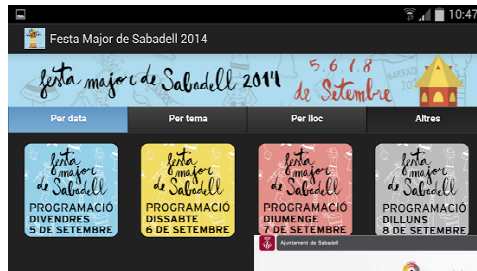 10:47
Festa Major de Sabadell 2014
festa major de Sabadell 2014
5, 6, 7, 8
de Setembre
Per data
Per tema
Per lloc
Altres
festa
major
de Sabadell
PROGRAMACIÓ
DIVENDRES
5 DE SETEMBRE
festa
major
de Sabadell
PROGRAMACIÓ
DISSABTE
6 DE SETEMBRE
festa
major
de Sabadell
PROGRAMACIÓ
DIUMENGE
7 DE SETEMBRE
festa
major
de Sabadell
PROGRAMACIÓ
DILLUNS
8 DE SETEMBRE
Ajuntament de Sabadell